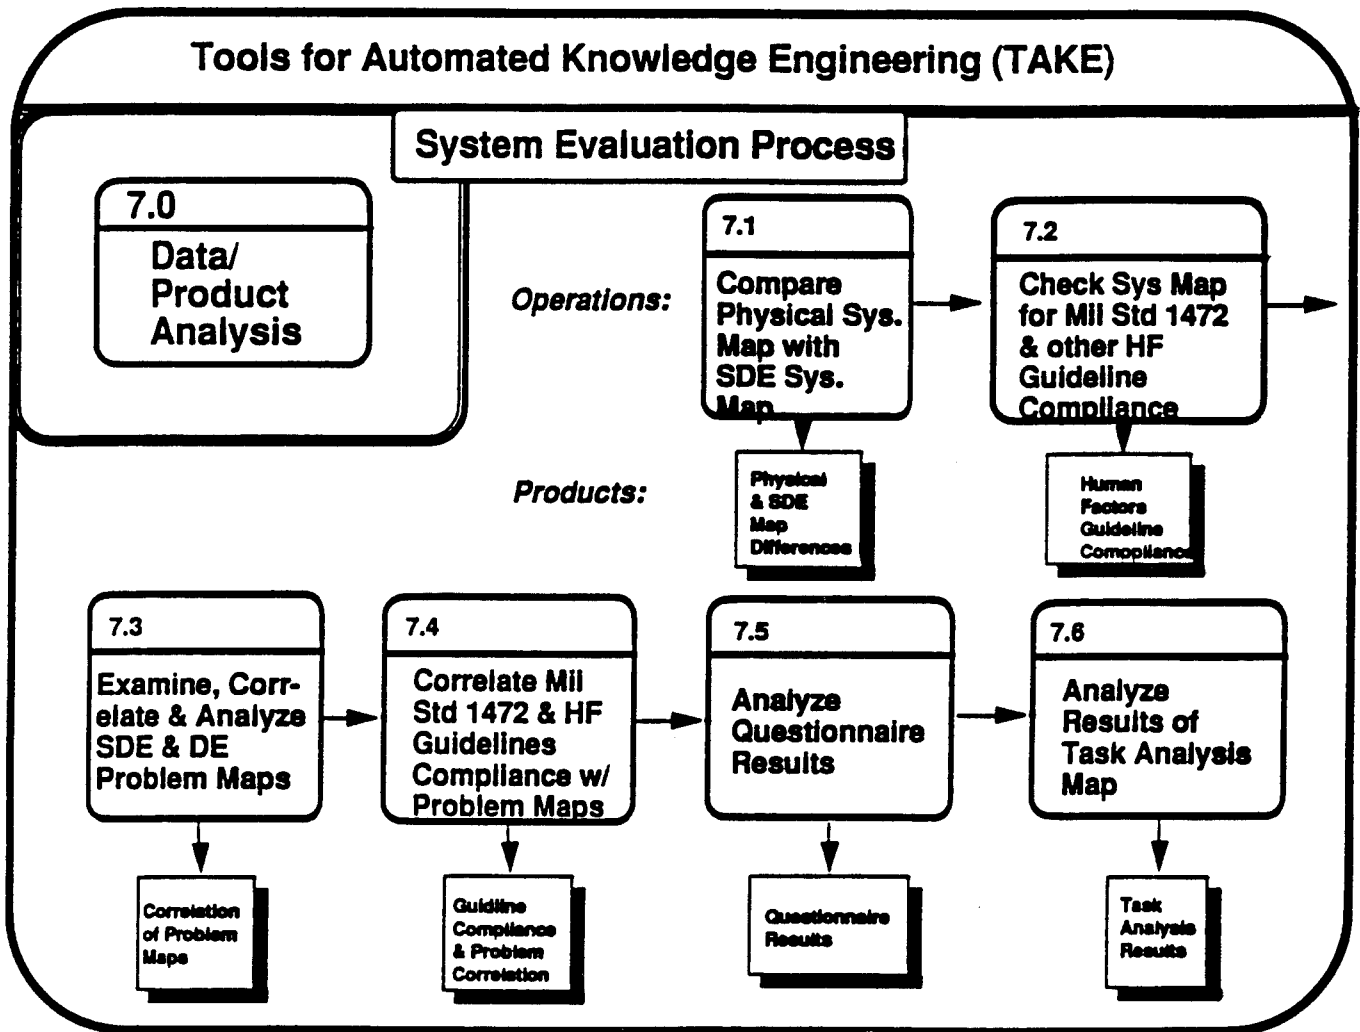 Tools for Automated Knowledge Engineering (TAKE)
System Evaluation Process
7.0
Data/
Product
Analysis
Operations:
7.1
Compare
Physical Sys.
Map with
SDE Sys.
Map
7.2
Check Sys Map
for Mil Std 1472
& other HF
Guideline
Compliance
Products:
Physical
& SDE
Map
Differences
Human
Factors
Guideline
Comppliance
7.3
Examine, Corr-
elate & Analyze
SDE & DE
Problem Maps
7.4
Correlate Mil
Std 1472 & HF
Guidelines
Compliance w/
Problem Maps
7.5
Analyze
Questionnaire
Results
7.6
Analyze
Results of
Task Analysis
Map
Correlation
of Problem
Maps
Guidline
Compliance
& Problem
Correlation
Questionnaire
Results
Task
Analysis
Results